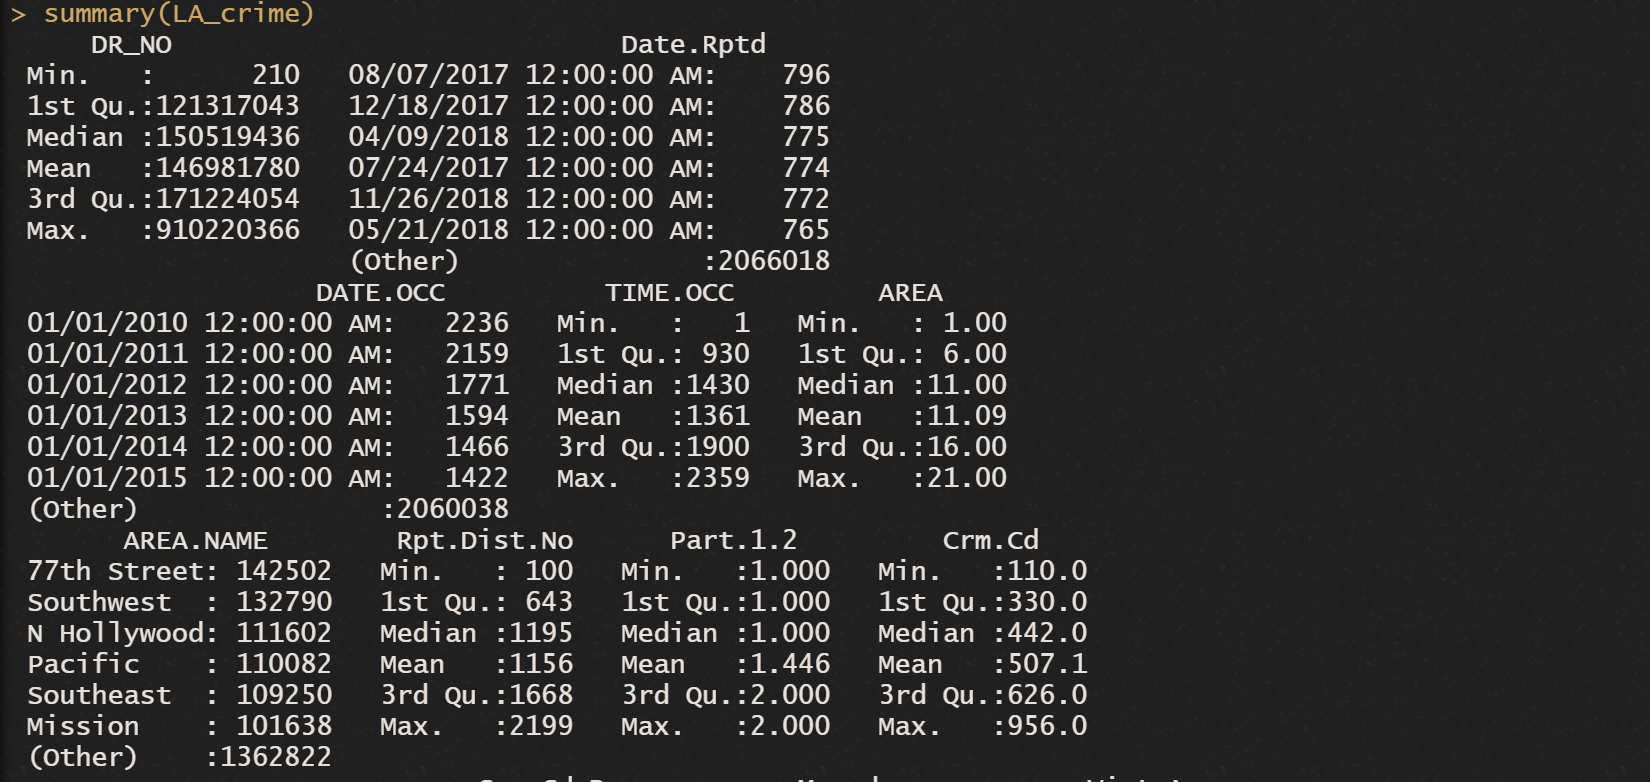 > summary(LA_crime)
DR_NO Date.Rptd
Min. : 210 08/07/2017 12:00:00 AM: 796
1st Qu.:121317043 12/18/2017 12:00:00 AM: 786
Median :150519436 04/09/2018 12:00:00 AM: 775
Mean :146981780 07/24/2017 12:00:00 AM: 774
3rd Qu.:171224054 11/26/2018 12:00:00 AM: 772
Max. :910220366 05/21/2018 12:00:00 AM: 765
(Other) :2066018
DATE.OCC TIME.OCC AREA
01/01/2010 12:00:00 AM: 2236 Min. : 1 Min. : 1.00
01/01/2011 12:00:00 AM: 2159 1st Qu.: 930 1st Qu.: 6.00
01/01/2012 12:00:00 AM: 1771 Median :1430 Median :11.00
01/01/2013 12:00:00 AM: 1594 Mean :1361 Mean :11.09
01/01/2014 12:00:00 AM: 1466 3rd Qu.:1900 3rd Qu.:16.00
01/01/2015 12:00:00 AM: 1422 Max. :2359 Max. :21.00
(Other) :2060038
AREA.NAME Rpt.Dist.No Part.1.2 Crm.Cd
77th Street: 142502 Min. : 100 Min. :1.000 Min. :110.0
Southwest : 132790 1st Qu.: 643 1st Qu.:1.000 1st Qu.:330.0
N Hollywood: 111602 Median :1195 Median :1.000 Median :442.0
Pacific : 110082 Mean :1156 Mean :1.446 Mean :507.1
Southeast : 109250 3rd Qu.:1668 3rd Qu.:2.000 3rd Qu.:626.0
Mission : 101638 Max. :2199 Max. :2.000 Max. :956.0
(Other) :1362822